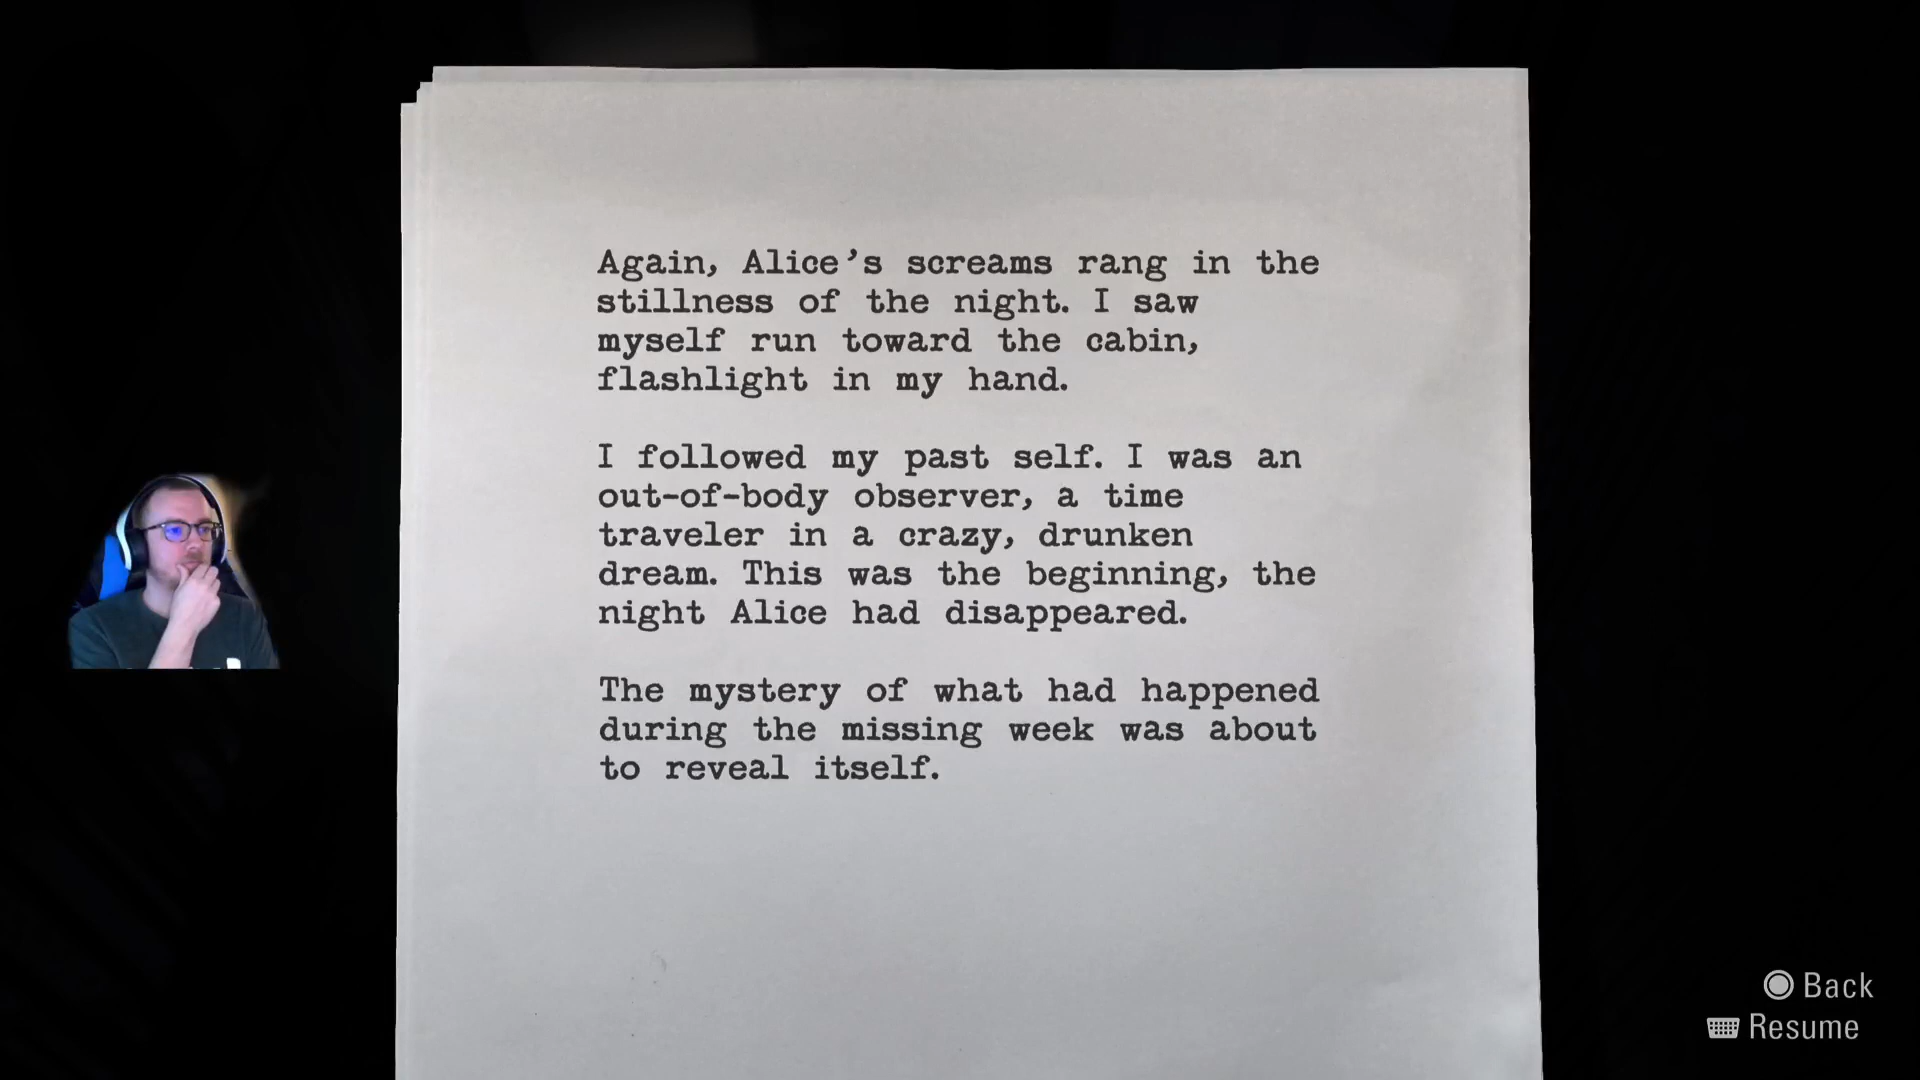 Again, Alice’s screams rang in the
stillness of the night. I saw
myself run toward the cabin,
flashlight in my hand.
I followed my past self. I was an
out-of-body observer, a time
traveler in a crazy, drunken
dream. This was the beginning, the
night Alice had disappeared.
The mystery of what had happened
during the missing week was about
to reveal itself.
Back
Resume